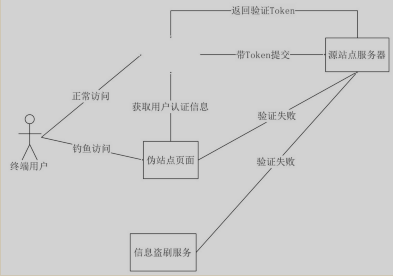 返回验证Token
带Token提交
源站点服务器
正常访问
获取用户认证信息
验证失败
终端用户
钓鱼访问
伪站点页面
验证失败
信息盗刷服务